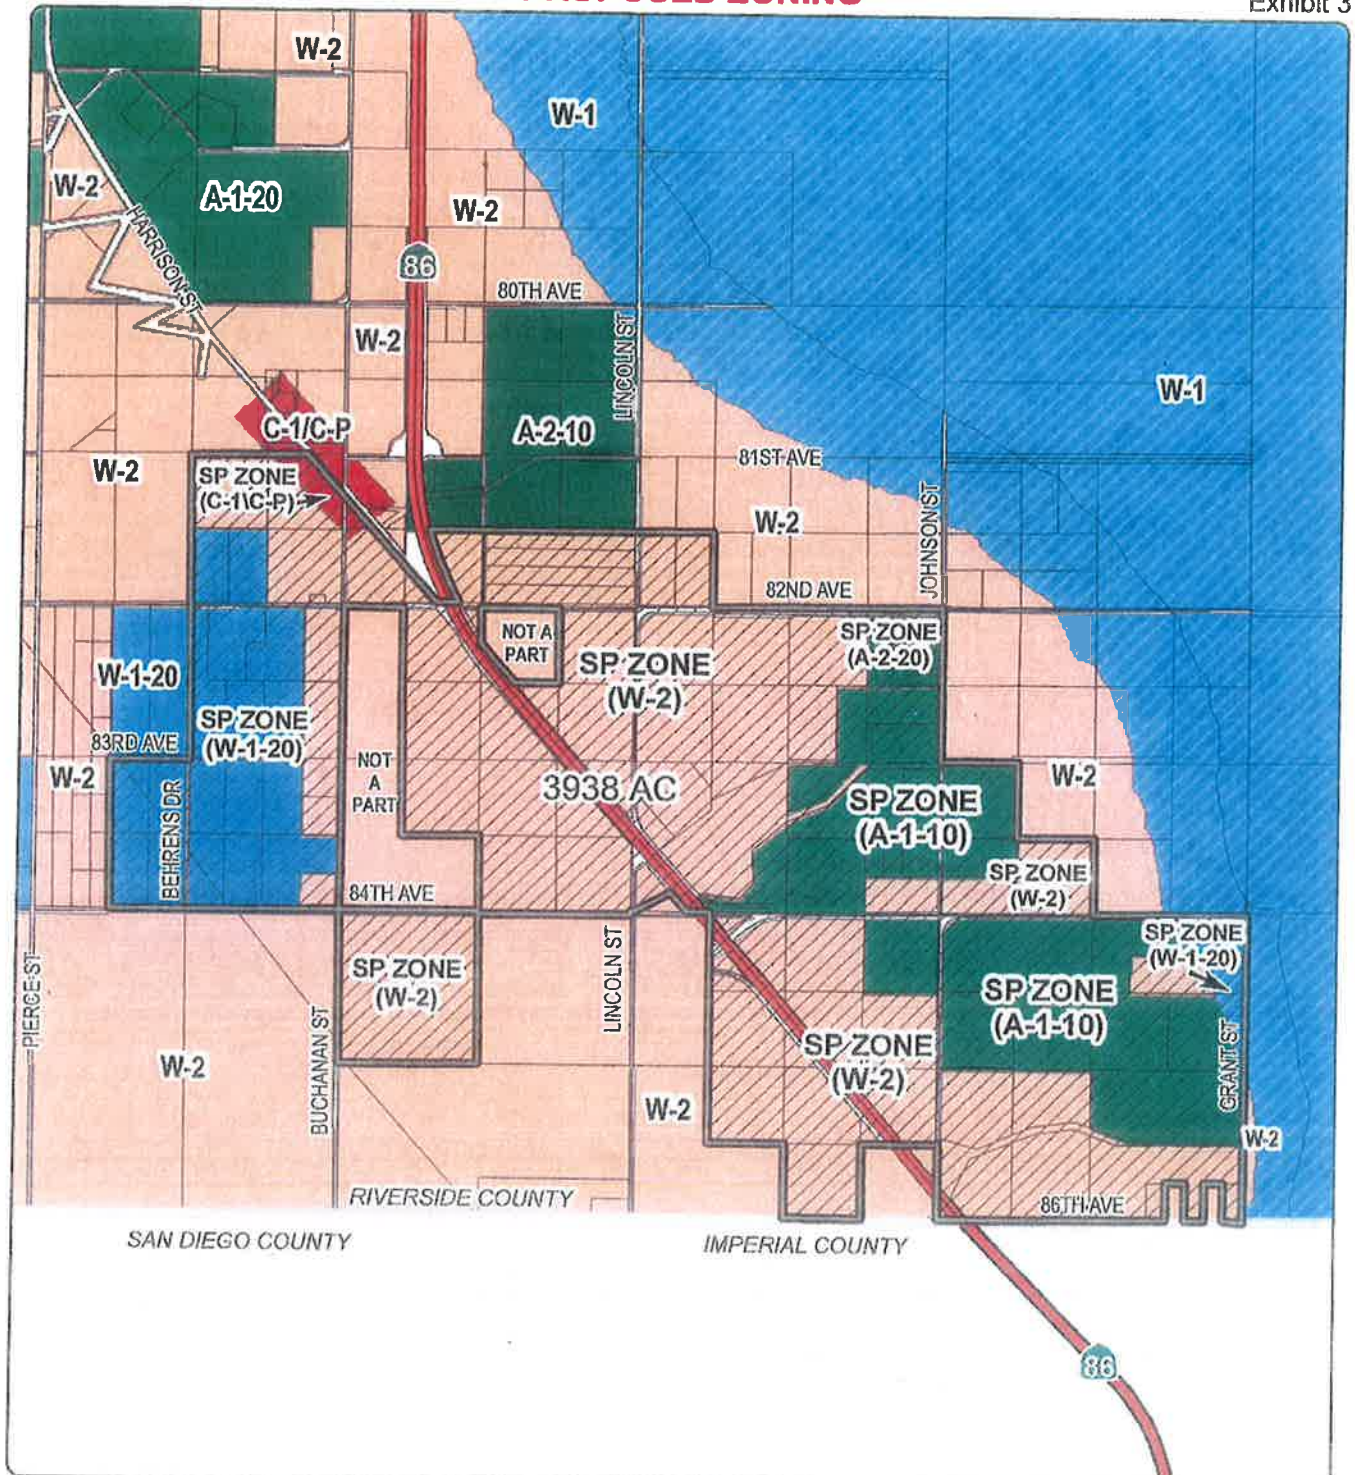 Exhibit 3
W-2
W-1
W-2
A-1-20
W-2
HARRISON ST
86
80TH AVE
W-2
LINCOLN ST
W-1
C-1/C-P
A-2-10
81ST AVE
W-2
SP ZONE
(C-1\C-P)
W-2
JOHNSON ST
82ND AVE
NOT A
PART
SP ZONE
(A-2-20)
SP ZONE
(W-2)
W-1-20
SP ZONE
(W-1-20)
83RD AVE
NOT
A
PART
W-2
W-2
3938 AC
SP ZONE
(A-1-10)
BEHRENS DR
84TH AVE
SP ZONE
(W-2)
SP ZONE
(W-1-20)
PIERCE ST
SP ZONE
(W-2)
LINCOLN ST
SP ZONE
(A-1-10)
BUCHANAN ST
W-2
SP ZONE
(W-2)
GRANT ST
W-2
W-2
RIVERSIDE COUNTY
86TH AVE
SAN DIEGO COUNTY
IMPERIAL COUNTY
86